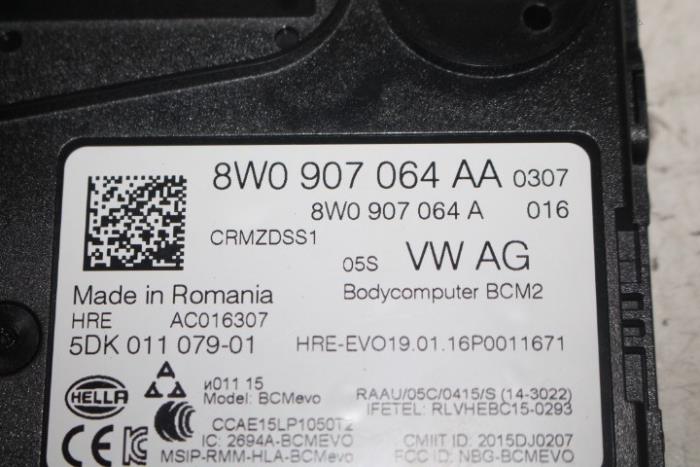 8W0 907 064 AA 0307
8W0 907 064 A 016
CRMZDSS1
05S VW AG
Made in Romania Bodycomputer BCM2
HRE AC016307
5DK 011 079-01 HRE-EVO19.01.16P0011671
HELLA
и011 15
Model: BCMevo RAAU/05C/0415/S (14-3022)
IFETEL: RLVHEBC15-0293
CCAE15LP1050T2
IC: 2694A-BCMEVO CMIIT ID: 2015DJ0207
MSIP-RMM-HLA-BCMEVO FCC ID: NBG-BCMEVO